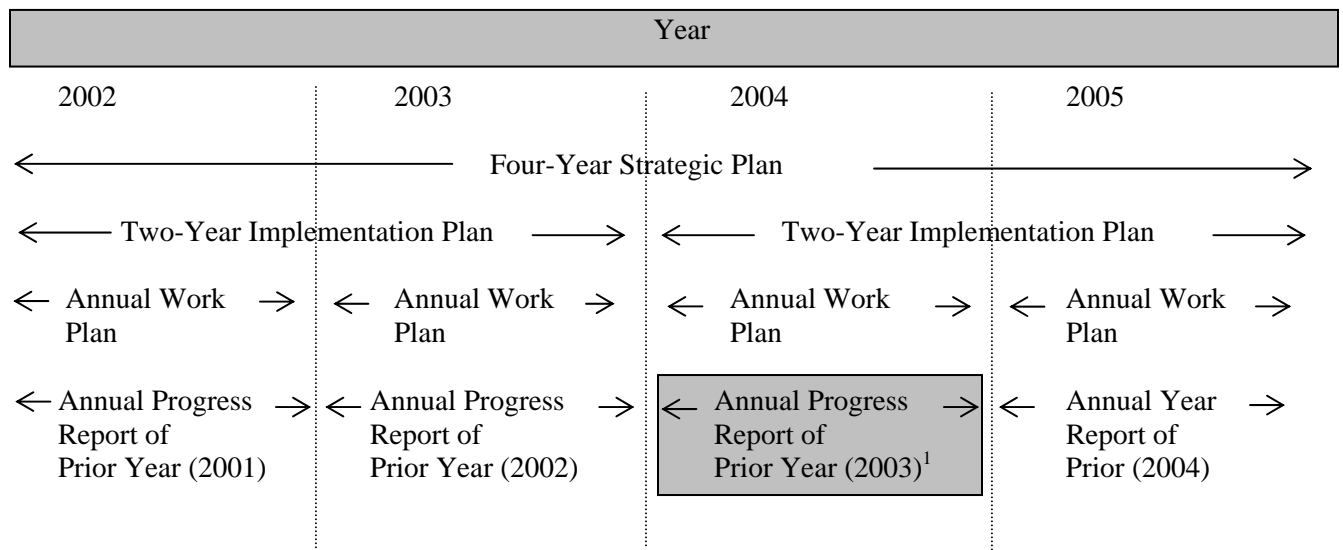 Year
2002 2003 2004 2005
Four-Year Strategic Plan
Two-Year Implementation Plan Two-Year Implementation Plan
Annual Work Annual Work Annual Work Annual Work
Plan Plan Plan Plan
Annual Progress Annual Progress Annual Progress Annual Year
Report of Report of Report of Report of
Prior Year (2001) Prior Year (2002) Prior Year (2003)1 Prior (2004)